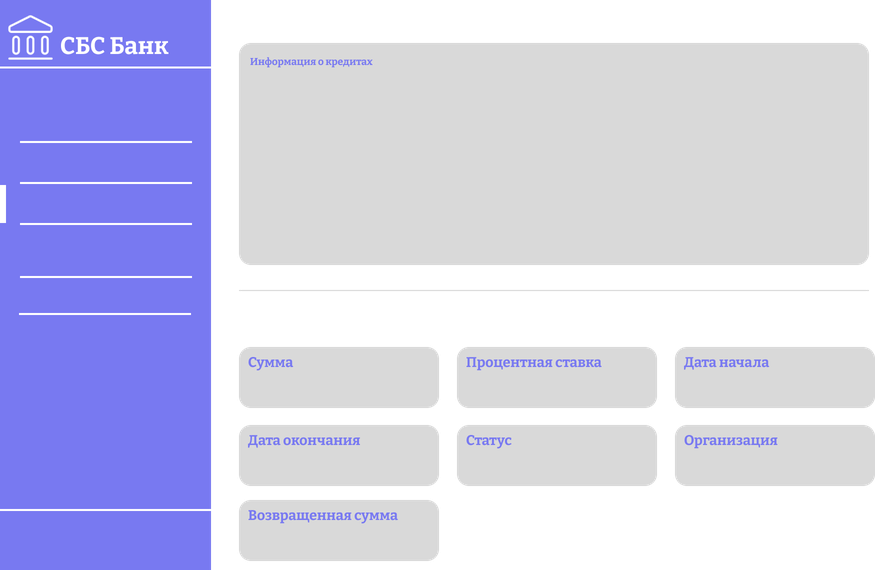 СБС Банк
Информация о кредитах
Сумма
Процентная ставка
Дата начала
Дата окончания
Статус
Организация
Возвращенная сумма